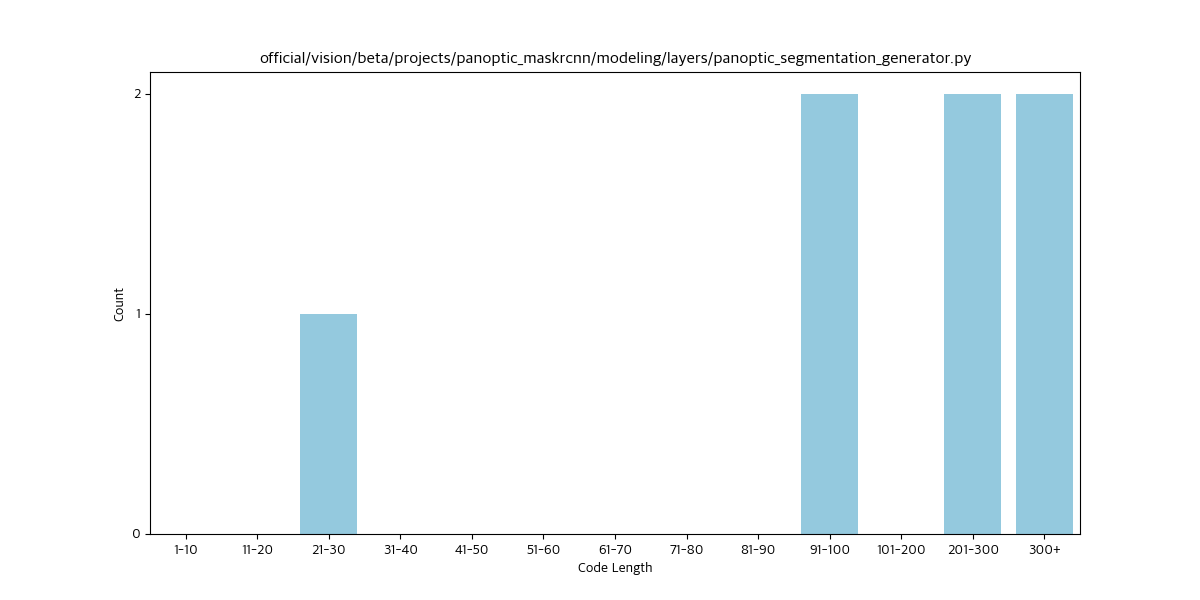 official/vision/beta/projects/panoptic_maskrcnn/modeling/layers/panoptic_segmentation_generator.py
2
1
0
Count
1-10 11-20 21-30 31-40 41-50 51-60 61-70 71-80 81-90 91-100 101-200 201-300 300+
Code Length